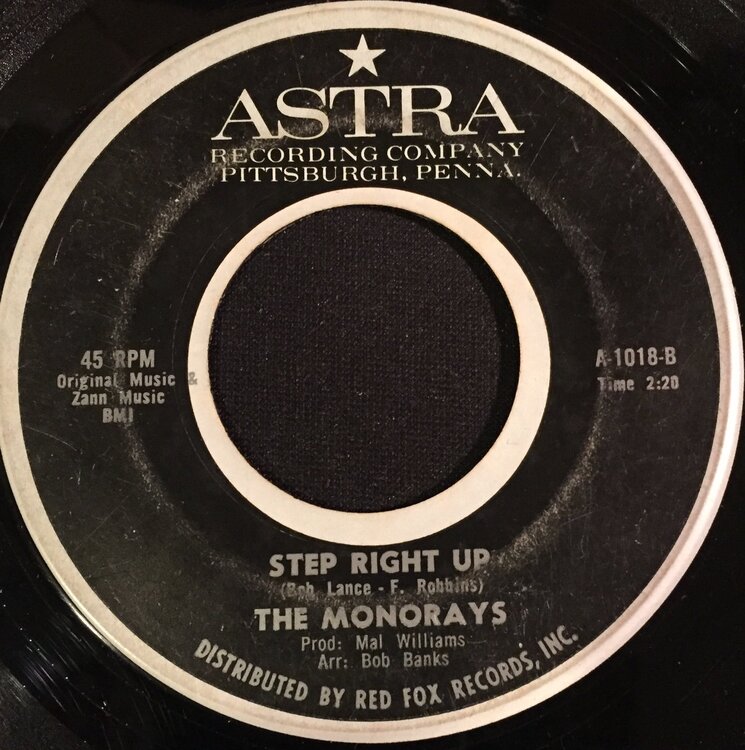 ASTRA
RECORDING COMPANY
PITTSBURGH, PENNA.
45 RPM
Original Music &
Zann Music
BMI
A-1018-B
Time 2:20
STEP RIGHT UP
(Bob Lance - F. Robbins)
THE MONORAYS
Prod: Mal Williams
Arr: Bob Banks
DISTRIBUTED BY RED FOX RECORDS, INC.